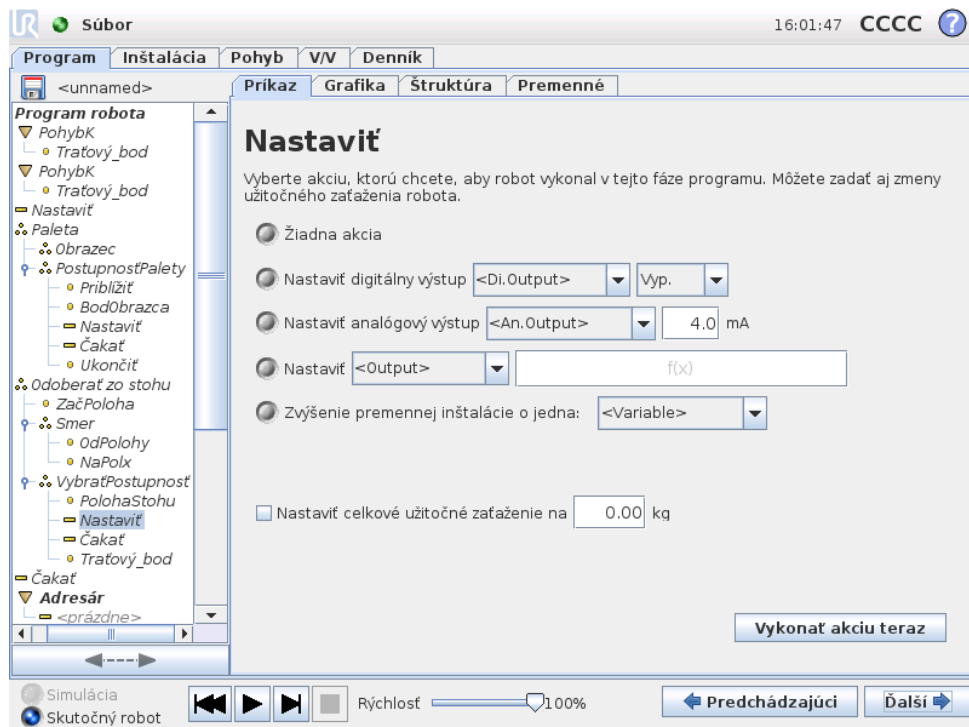 UR Súbor 16:01:47 CCCC ?
Program Inštalácia Pohyb V/V Denník
<unnamed>
Príkaz Grafika Štruktúra Premenné
Program robota
PohybK
Traťový_bod
PohybK
Traťový_bod
Nastaviť
Paleta
Obrazec
PostupnosťPalety
Priblížiť
BodObrazca
Nastaviť
Čakať
Ukončiť
Odoberať zo stohu
ZačPoloha
Smer
OdPolohy
NaPolx
VybraťPostupnosť
PolohaStohu
Nastaviť
Čakať
Traťový_bod
Čakať
Adresár
<prázdne>
Nastaviť
Vyberte akciu, ktorú chcete, aby robot vykonal v tejto fáze programu. Môžete zadať aj zmeny
užitočného zaťaženia robota.
Žiadna akcia
Nastaviť digitálny výstup <Di.Output> Vyp.
Nastaviť analógový výstup <An.Output> 4.0 mA
Nastaviť <Output> f(x)
Zvýšenie premennej inštalácie o jedna: <Variable>
Nastaviť celkové užitočné zaťaženie na 0.00 kg
Vykonať akciu teraz
Simulácia
Skutočný robot
Rýchlosť 100%
Predchádzajúci Ďalší